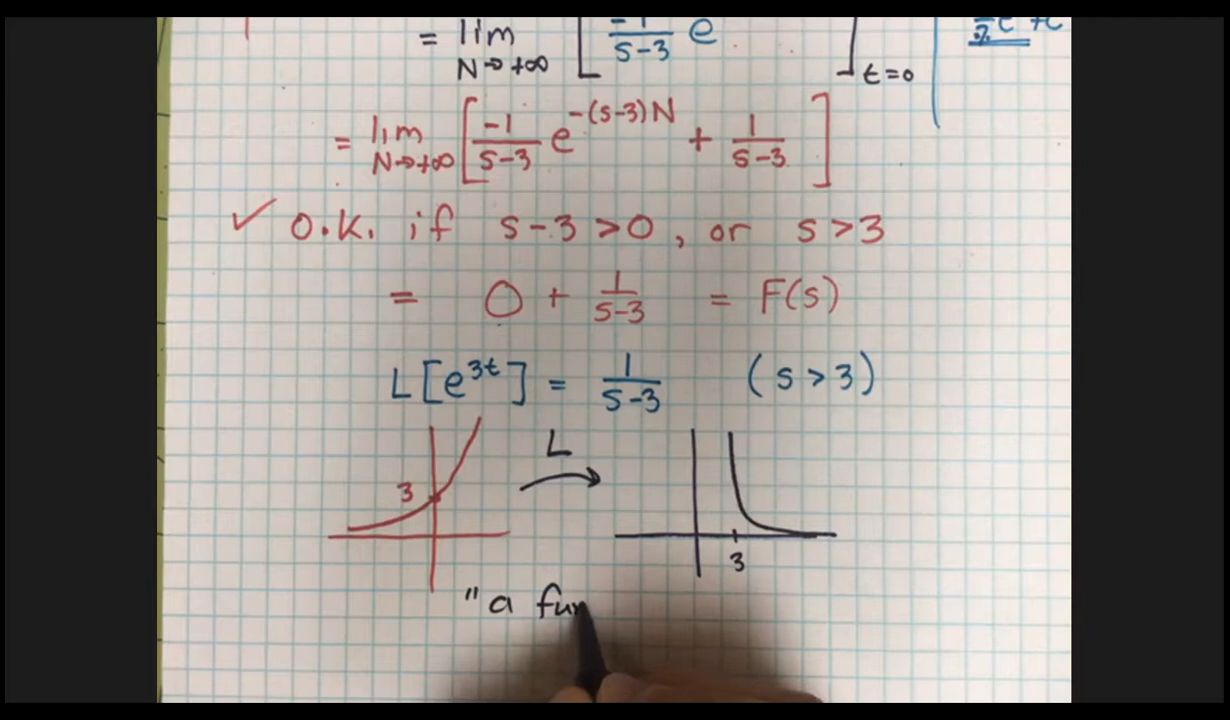 = lim N→+∞ [ -1/(s-3) e ] t=0
= lim N→+∞ [ -1/(s-3) e^-(s-3)N + 1/(s-3) ]
✓ O.K. if s-3 >0, or s>3
= 0 + 1/(s-3) = F(s)
L[e^3t] = 1/(s-3) (s>3)
L
3
3
"a fun